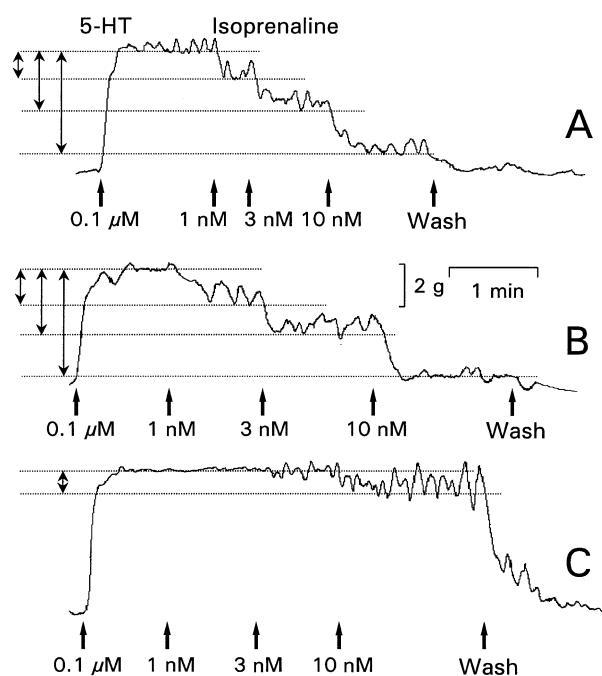 5-HT Isoprenaline
A
0.1 μM 1 nM 3 nM 10 nM Wash
2 g 1 min
B
0.1 μM 1 nM 3 nM 10 nM Wash
C
0.1 μM 1 nM 3 nM 10 nM Wash